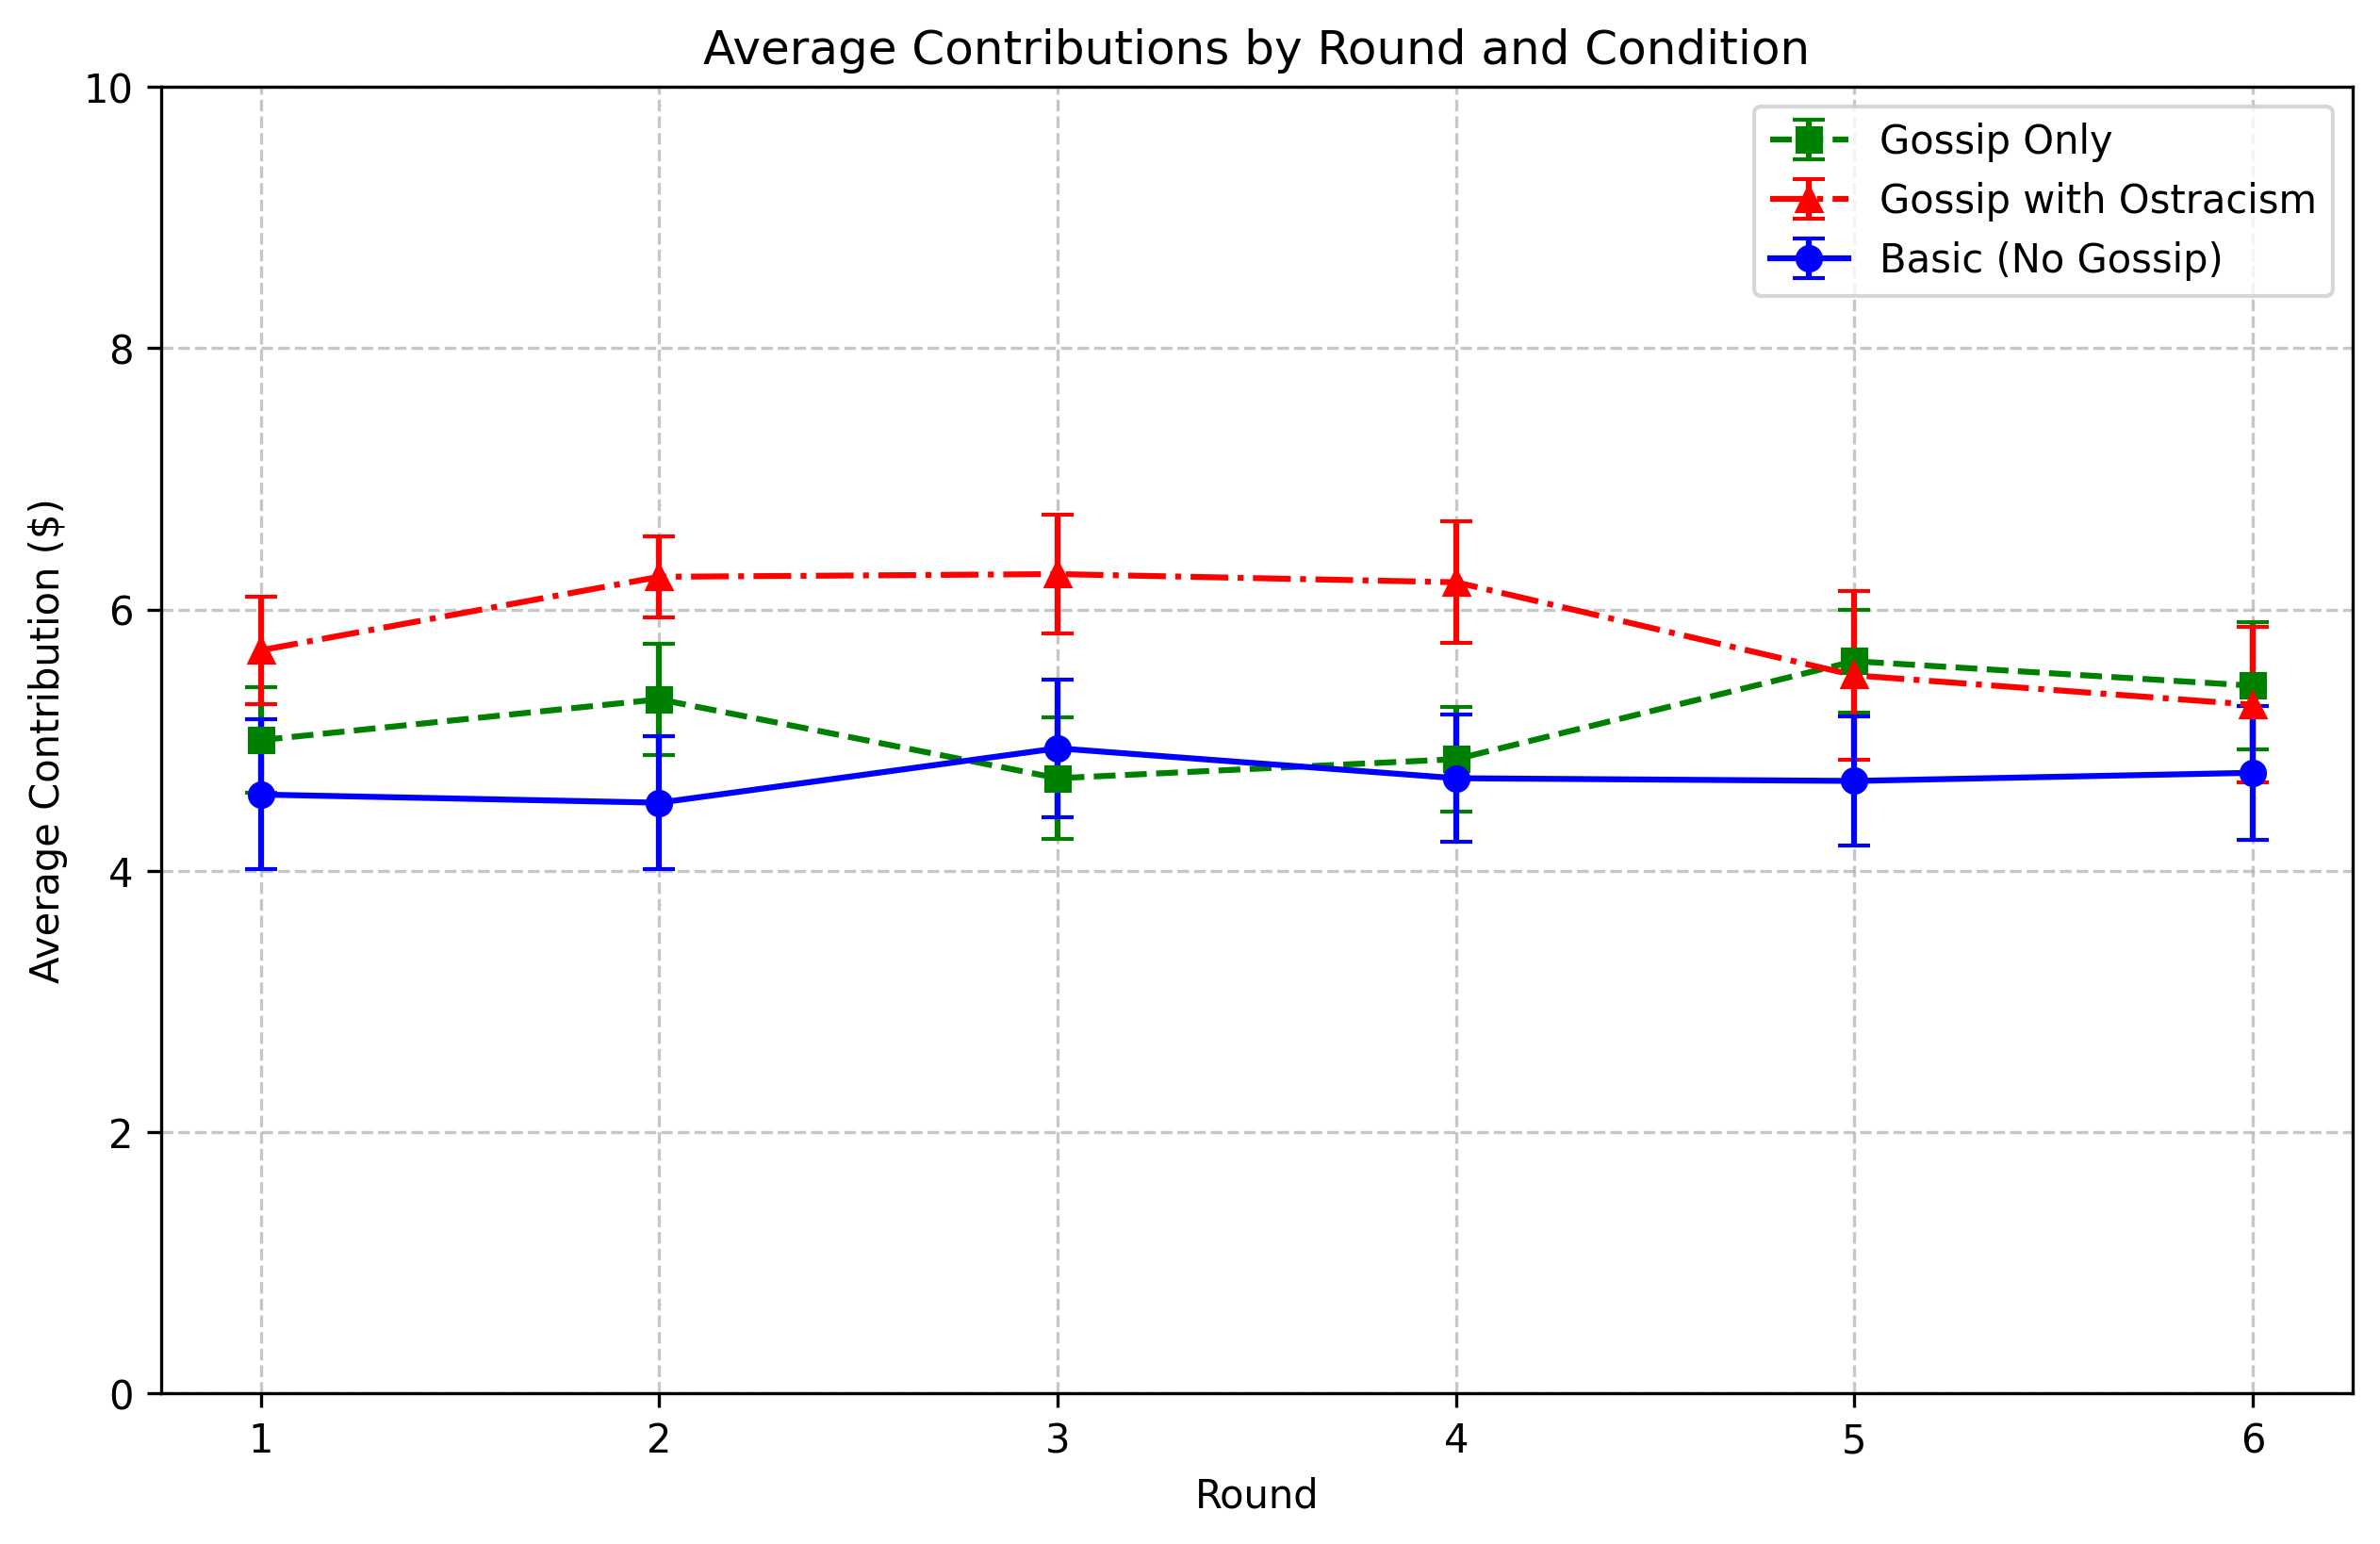 Average Contributions by Round and Condition
10
8
6
4
2
0
Average Contribution ($)
Gossip Only
Gossip with Ostracism
Basic (No Gossip)
1 2 3 4 5 6
Round